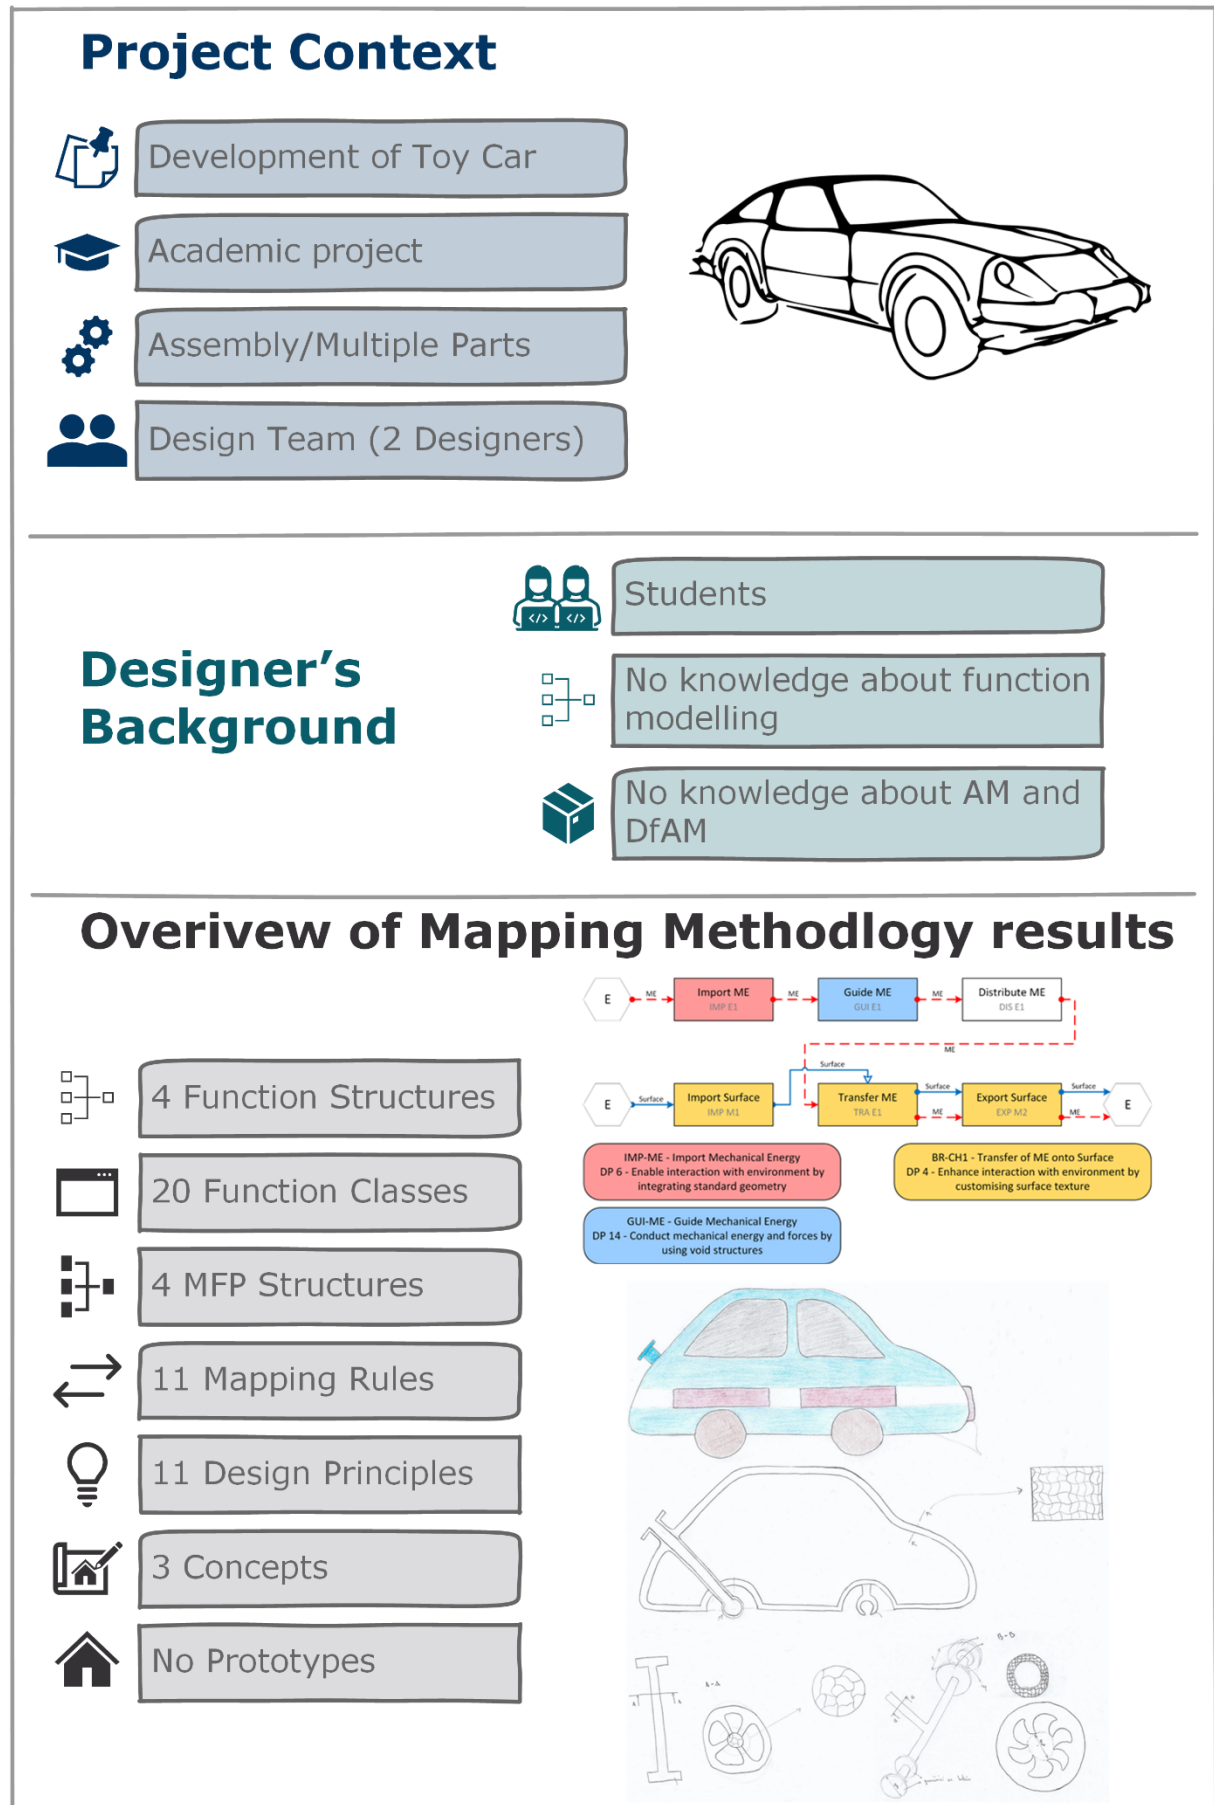 Project Context
Development of Toy Car
Academic project
Assembly/Multiple Parts
Design Team (2 Designers)
Designer's
Background
Students
No knowledge about function
modelling
No knowledge about AM and
DfAM
Overivew of Mapping Methodlogy results
4 Function Structures
20 Function Classes
4 MFP Structures
11 Mapping Rules
11 Design Principles
3 Concepts
No Prototypes
E
ME
Import ME
IMP E1
ME
Guide ME
GUI E1
ME
Distribute ME
DIS E1
ME
Surface
E
Surface
Import Surface
IMP M1
Transfer ME
TRA E1
Surface
ME
Export Surface
EXP M2
Surface
ME
E
IMP-ME - Import Mechanical Energy
DP 6 - Enable interaction with environment by
integrating standard geometry
BR-CH1 - Transfer of ME onto Surface
DP 4 - Enhance interaction with environment by
customising surface texture
GUI-ME - Guide Mechanical Energy
DP 14 - Conduct mechanical energy and forces by
using void structures
A-A
B-B